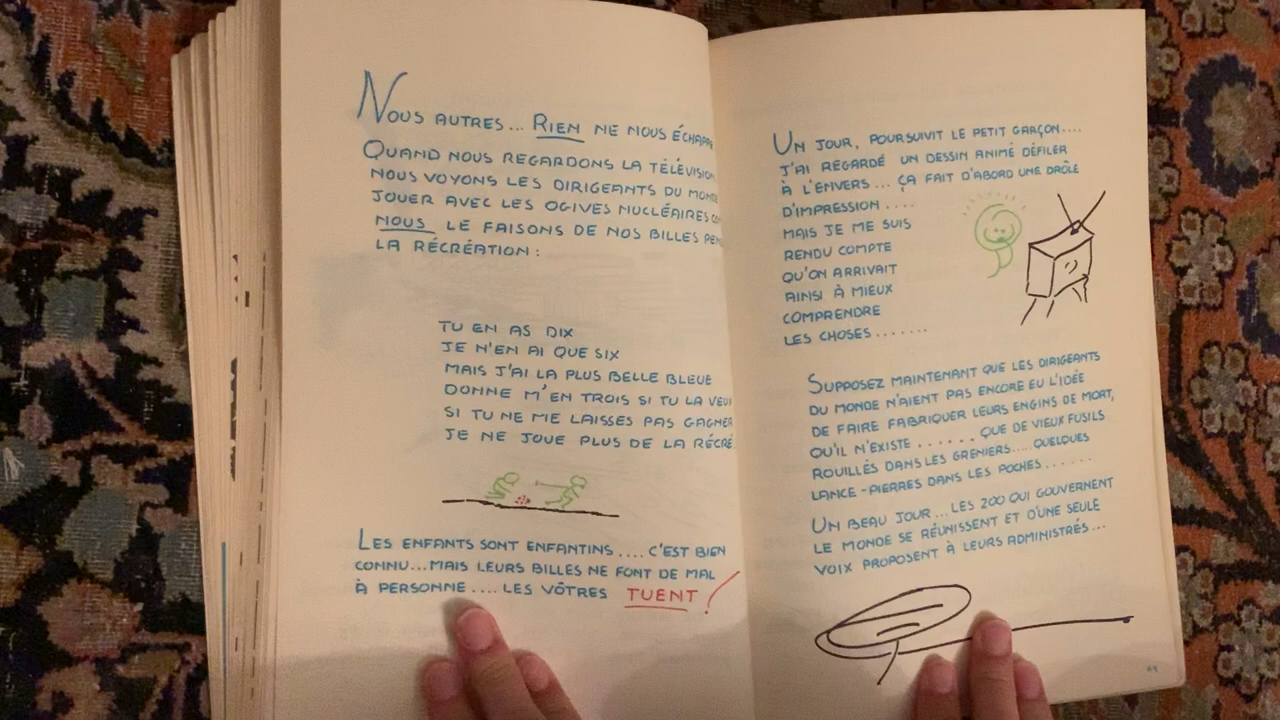 NOUS AUTRES... RIEN NE NOUS ÉCHAPPE
QUAND NOUS REGARDONS LA TÉLÉVISION
NOUS VOYONS LES DIRIGEANTS DU MONDE
JOUER AVEC LES OGIVES NUCLÉAIRES
NOUS LE FAISONS DE NOS BILLES
LA RÉCRÉATION :
TU EN AS DIX
JE N'EN AI QUE SIX
MAIS J'AI LA PLUS BELLE BLEUE
DONNE M'EN TROIS SI TU LA VEUX
SI TU NE ME LAISSES PAS GAGNER
JE NE JOUE PLUS DE LA RÉCRÉ
LES ENFANTS SONT ENFANTINS .... C'EST BIEN
CONNU...MAIS LEURS BILLES NE FONT DE MAL
À PERSONNE .... LES VÔTRES TUENT !
UN JOUR, POURSUIVIT LE PETIT GARÇON....
J'AI REGARDÉ UN DESSIN ANIMÉ DÉFILER
À L'ENVERS ... ÇA FAIT D'ABORD UNE DRÔLE
D'IMPRESSION ....
MAIS JE ME SUIS
RENDU COMPTE
QU'ON ARRIVAIT
AINSI À MIEUX
COMPRENDRE
LES CHOSES .......
SUPPOSEZ MAINTENANT QUE LES DIRIGEANTS
DU MONDE N'AIENT PAS ENCORE EU L'IDÉE
DE FAIRE FABRIQUER LEURS ENGINS DE MORT,
QU'IL N'EXISTE ....... QUE DE VIEUX FUSILS
ROUILLÉS DANS LES GRENIERS..... QUELQUES
LANCE-PIERRES DANS LES POCHES ......
UN BEAU JOUR ... LES 200 QUI GOUVERNENT
LE MONDE SE RÉUNISSENT ET D'UNE SEULE
VOIX PROPOSENT À LEURS ADMINISTRÉS...